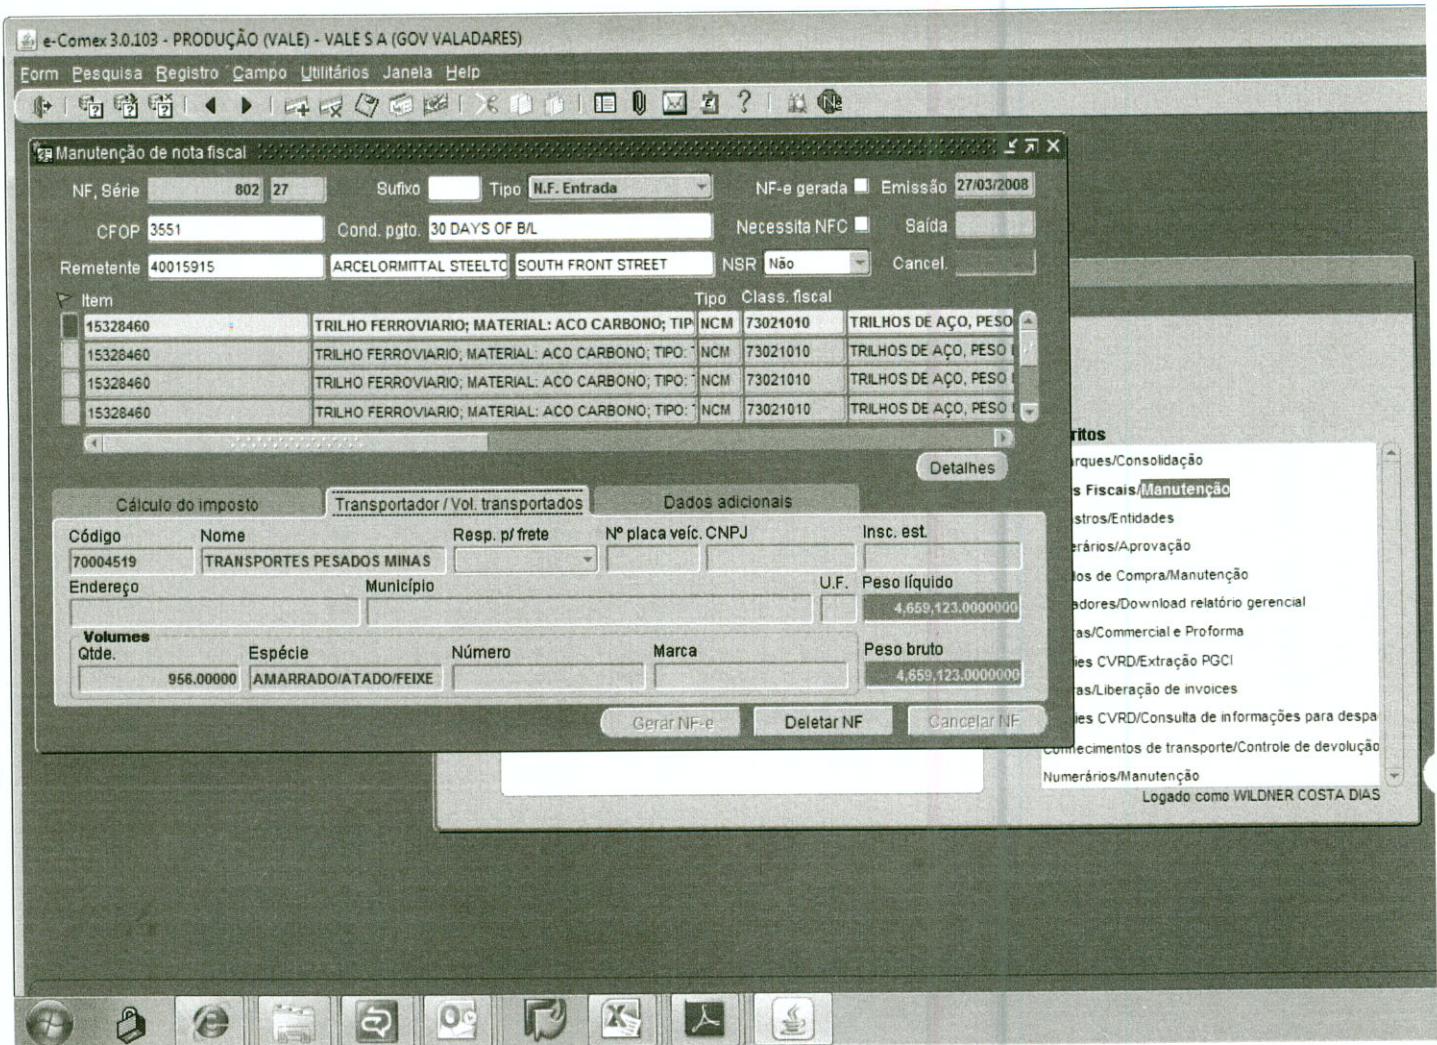 e-Comex 3.0.103 - PRODUÇÃO (VALE) - VALE S A (GOV VALADARES)
Form Pesquisa Registro Campo Utilitários Janela Help
Manutenção de nota fiscal
NF, Série 802 27 Sufixo Tipo N.F. Entrada NF-e gerada Emissão 27/03/2008
CFOP 3551 Cond. pgto. 30 DAYS OF B/L Necessita NFC Saída
Remetente 40015915 ARCELORMITTAL STEELTO SOUTH FRONT STREET NSR Não Cancel.
Item Tipo Class. fiscal
15328460 TRILHO FERROVIARIO; MATERIAL: ACO CARBONO; TIP NCM 73021010 TRILHOS DE AÇO, PESO
15328460 TRILHO FERROVIARIO; MATERIAL: ACO CARBONO; TIPO: NCM 73021010 TRILHOS DE AÇO, PESO
15328460 TRILHO FERROVIARIO; MATERIAL: ACO CARBONO; TIPO: NCM 73021010 TRILHOS DE AÇO, PESO
15328460 TRILHO FERROVIARIO; MATERIAL: ACO CARBONO; TIPO: NCM 73021010 TRILHOS DE AÇO, PESO
Detalhes
Cálculo do imposto Transportador / Vol. transportados Dados adicionais
Código Nome Resp. p/ frete Nº placa veíc. CNPJ Insc. est.
70004519 TRANSPORTES PESADOS MINAS
Endereço Município U.F. Peso líquido
4,659,123.0000000
Volumes
Qtde. Espécie Número Marca Peso bruto
956.00000 AMARRADO/ATADO/FEIXE 4,659,123.0000000
Gerar NF-e Deletar NF Cancelar NF
ritos
rques/Consolidação
s Fiscais/Manutenção
stros/Entidades
erários/Aprovação
os de Compra/Manutenção
adores/Download relatório gerencial
ras/Commercial e Proforma
ies CVRD/Extração PGCI
ras/Liberação de invoices
ies CVRD/Consulta de informações para despa
Conhecimentos de transporte/Controle de devolução
Numerários/Manutenção
Logado como WILDNER COSTA DIAS